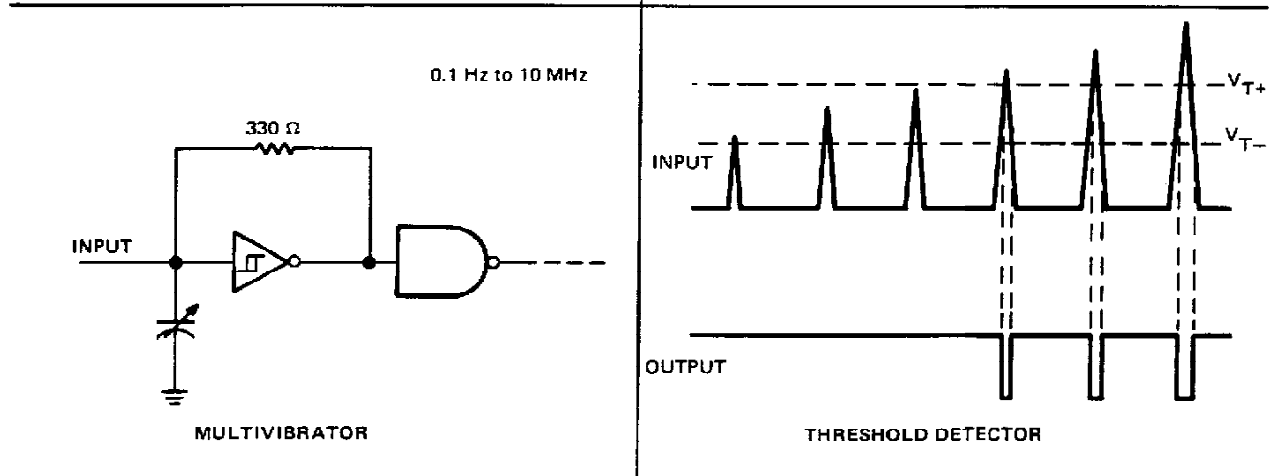 0.1 Hz to 10 MHz
330 Ω
INPUT
MULTIVIBRATOR
VT+
VT−
INPUT
OUTPUT
THRESHOLD DETECTOR